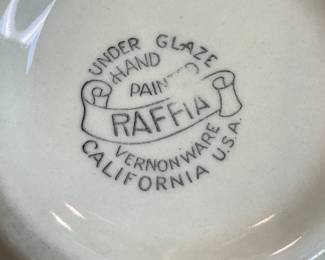 UNDER GLAZE
HAND
PAINTED
RAFFIA
VERNONWARE
CALIFORNIA U.S.A.